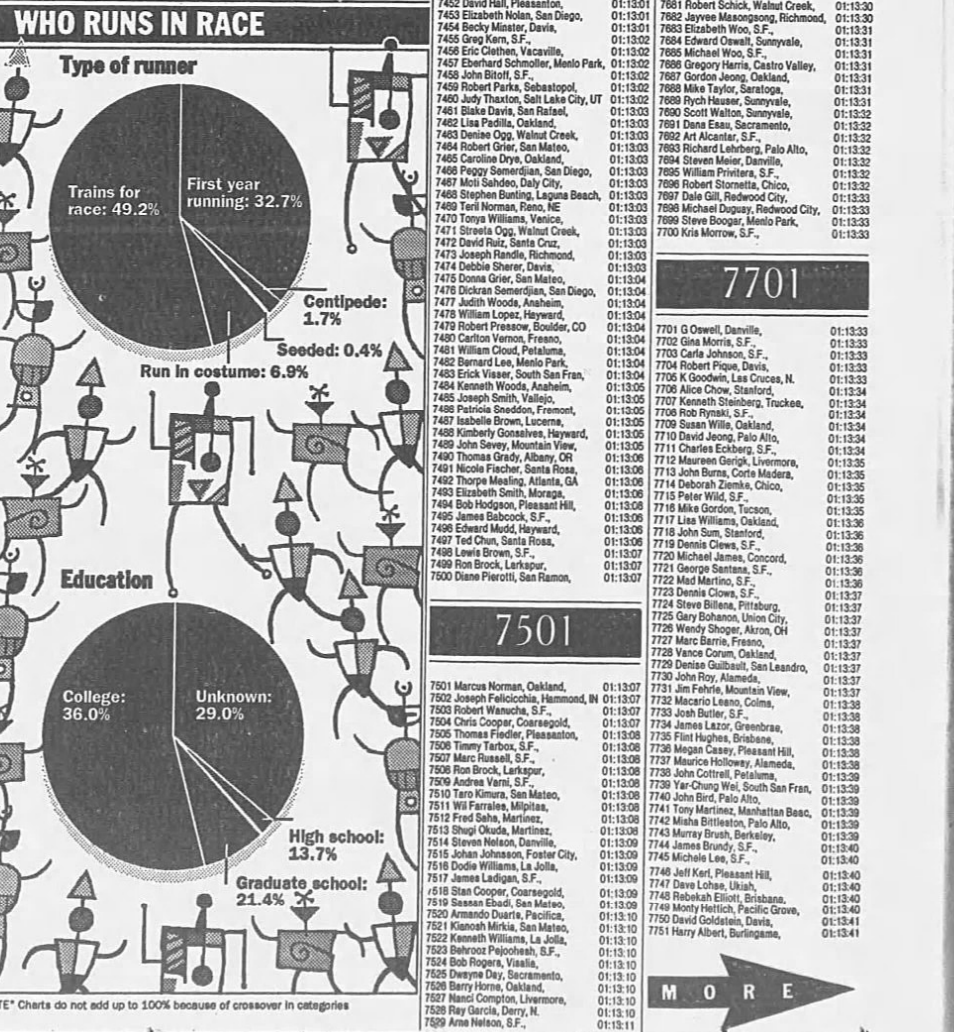 WHO RUNS IN RACE
Type of runner
Trains for
race: 49.2%
First year
running: 32.7%
Centipede:
1.7%
Seeded: 0.4%
Run in costume: 6.9%
Education
College:
36.0%
Unknown:
29.0%
High school:
13.7%
Graduate school:
21.4%
* Charts do not add up to 100% because of crossover in categories
7452 David Hall, Pleasanton, 01:13:01
7453 Elizabeth Nolan, San Diego, 01:13:01
7454 Becky Minster, Davis, 01:13:01
7455 Greg Kern, S.F., 01:13:02
7456 Eric Clethen, Vacaville, 01:13:02
7457 Eberhard Schmoller, Menlo Park, 01:13:02
7458 John Bitoff, S.F., 01:13:02
7459 Robert Parks, Sebastopol, 01:13:02
7460 Judy Thaxton, Salt Lake City, UT 01:13:02
7461 Blake Davis, San Rafael, 01:13:03
7462 Lisa Padilla, Oakland, 01:13:03
7463 Denise Ogg, Walnut Creek, 01:13:03
7464 Robert Grier, San Mateo, 01:13:03
7465 Caroline Drye, Oakland, 01:13:03
7466 Peggy Semerdjian, San Diego, 01:13:03
7467 Moti Sahdeo, Daly City, 01:13:03
7468 Stephen Bunting, Laguna Beach, 01:13:03
7469 Teril Norman, Reno, NE 01:13:03
7470 Tonya Williams, Venice, 01:13:03
7471 Streeta Ogg, Walnut Creek, 01:13:03
7472 David Ruiz, Santa Cruz, 01:13:03
7473 Joseph Randle, Richmond, 01:13:03
7474 Debbie Sherer, Davis, 01:13:03
7475 Donna Grier, San Mateo, 01:13:04
7476 Dickran Semerdjian, San Diego, 01:13:04
7477 Judith Woods, Anaheim, 01:13:04
7478 William Lopez, Hayward, 01:13:04
7479 Robert Pressow, Boulder, CO 01:13:04
7480 Carlton Vernon, Fresno, 01:13:04
7481 William Cloud, Petaluma, 01:13:04
7482 Bernard Lee, Menlo Park, 01:13:04
7483 Erick Visser, South San Fran, 01:13:04
7484 Kenneth Woods, Anaheim, 01:13:05
7485 Joseph Smith, Vallejo, 01:13:05
7486 Patricia Sneddon, Fremont, 01:13:05
7487 Isabelle Brown, Lucerne, 01:13:05
7488 Kimberly Gonsalves, Hayward, 01:13:05
7489 John Sevey, Mountain View, 01:13:05
7490 Thomas Grady, Albany, OR 01:13:06
7491 Nicole Fischer, Santa Rosa, 01:13:06
7492 Thorpe Mealing, Atlanta, GA 01:13:06
7493 Elizabeth Smith, Moraga, 01:13:06
7494 Bob Hodgson, Pleasant Hill, 01:13:06
7495 James Babcock, S.F., 01:13:06
7496 Edward Mudd, Hayward, 01:13:06
7497 Ted Chun, Santa Rosa, 01:13:06
7498 Lewis Brown, S.F., 01:13:07
7499 Ron Brock, Larkspur, 01:13:07
7500 Diane Pierotti, San Ramon, 01:13:07
7501
7501 Marcus Norman, Oakland, 01:13:07
7502 Joseph Felicicchia, Hammond, IN 01:13:07
7503 Robert Wanucha, S.F., 01:13:07
7504 Chris Cooper, Coarsegold, 01:13:07
7505 Thomas Fiedler, Pleasanton, 01:13:08
7506 Timmy Tarbox, S.F., 01:13:08
7507 Marc Russell, S.F., 01:13:08
7508 Ron Brock, Larkspur, 01:13:08
7509 Andrea Varni, S.F., 01:13:08
7510 Taro Kimura, San Mateo, 01:13:08
7511 Wil Farrales, Milpitas, 01:13:08
7512 Fred Sahs, Martinez, 01:13:08
7513 Shugi Okuda, Martinez, 01:13:08
7514 Steven Nelson, Danville, 01:13:09
7515 Johan Johnsson, Foster City, 01:13:09
7516 Dodie Williams, La Jolla, 01:13:09
7517 James Ladigan, S.F., 01:13:09
7518 Stan Cooper, Coarsegold, 01:13:09
7519 Sassan Ebadi, San Mateo, 01:13:09
7520 Armando Duarte, Pacifica, 01:13:10
7521 Kianosh Mirkia, San Mateo, 01:13:10
7522 Kenneth Williams, La Jolla, 01:13:10
7523 Behrooz Pejoohesh, S.F., 01:13:10
7524 Bob Rogers, Visalia, 01:13:10
7525 Dwayne Day, Sacramento, 01:13:10
7526 Barry Horne, Oakland, 01:13:10
7527 Nanci Compton, Livermore, 01:13:10
7528 Ray Garcia, Derry, N. 01:13:10
7529 Arne Nelson, S.F., 01:13:11
7681 Robert Schick, Walnut Creek, 01:13:30
7682 Jayvee Masongsong, Richmond, 01:13:30
7683 Elizabeth Woo, S.F., 01:13:31
7684 Edward Oswalt, Sunnyvale, 01:13:31
7685 Michael Woo, S.F., 01:13:31
7686 Gregory Harris, Castro Valley, 01:13:31
7687 Gordon Jeong, Oakland, 01:13:31
7688 Mike Taylor, Saratoga, 01:13:31
7689 Rych Hauser, Sunnyvale, 01:13:31
7690 Scott Walton, Sunnyvale, 01:13:32
7691 Dana Esau, Sacramento, 01:13:32
7692 Art Alcantar, S.F., 01:13:32
7693 Richard Lehrberg, Palo Alto, 01:13:32
7694 Steven Meier, Danville, 01:13:32
7695 William Privitera, S.F., 01:13:32
7696 Robert Stornetta, Chico, 01:13:32
7697 Dale Gill, Redwood City, 01:13:33
7698 Michael Duguay, Redwood City, 01:13:33
7699 Steve Boogar, Menlo Park, 01:13:33
7700 Kris Morrow, S.F., 01:13:33
7701
7701 G Oswell, Danville, 01:13:33
7702 Gina Morris, S.F., 01:13:33
7703 Carla Johnson, S.F., 01:13:33
7704 Robert Pique, Davis, 01:13:33
7705 K Goodwin, Las Cruces, N. 01:13:33
7706 Alice Chow, Stanford, 01:13:34
7707 Kenneth Steinberg, Truckee, 01:13:34
7708 Rob Rynski, S.F., 01:13:34
7709 Susan Wills, Oakland, 01:13:34
7710 David Jeong, Palo Alto, 01:13:34
7711 Charles Eckberg, S.F., 01:13:34
7712 Maureen Gerigk, Livermore, 01:13:35
7713 John Burns, Corte Madera, 01:13:35
7714 Deborah Ziemke, Chico, 01:13:35
7715 Peter Wild, S.F., 01:13:35
7716 Mike Gordon, Tucson, 01:13:35
7717 Lisa Williams, Oakland, 01:13:36
7718 John Sum, Stanford, 01:13:36
7719 Dennis Clews, S.F., 01:13:36
7720 Michael James, Concord, 01:13:36
7721 George Santana, S.F., 01:13:36
7722 Mad Martino, S.F., 01:13:36
7723 Dennis Clows, S.F., 01:13:37
7724 Steve Billena, Pittsburg, 01:13:37
7725 Gary Bohanon, Union City, 01:13:37
7726 Wendy Shoger, Akron, OH 01:13:37
7727 Marc Barrie, Fresno, 01:13:37
7728 Vance Corum, Oakland, 01:13:37
7729 Denise Guilbault, San Leandro, 01:13:37
7730 John Roy, Alameda, 01:13:37
7731 Jim Fehrle, Mountain View, 01:13:37
7732 Macario Leano, Colma, 01:13:38
7733 Josh Butler, S.F., 01:13:38
7734 James Lazor, Greenbrae, 01:13:38
7735 Flint Hughes, Brisbane, 01:13:38
7736 Megan Casey, Pleasant Hill, 01:13:38
7737 Maurice Holloway, Alameda, 01:13:38
7738 John Cottrell, Petaluma, 01:13:39
7739 Yar-Chung Wei, South San Fran, 01:13:39
7740 John Bird, Palo Alto, 01:13:39
7741 Tony Martinez, Manhattan Beac, 01:13:39
7742 Misha Bittleston, Palo Alto, 01:13:39
7743 Murray Brush, Berkeley, 01:13:39
7744 James Brundy, S.F., 01:13:40
7745 Michele Lee, S.F., 01:13:40
7746 Jeff Kerl, Pleasant Hill, 01:13:40
7747 Dave Lohse, Ukiah, 01:13:40
7748 Rebekah Elliott, Brisbane, 01:13:40
7749 Monty Hettich, Pacific Grove, 01:13:40
7750 David Goldstein, Davis, 01:13:41
7751 Harry Albert, Burlingame, 01:13:41
MORE